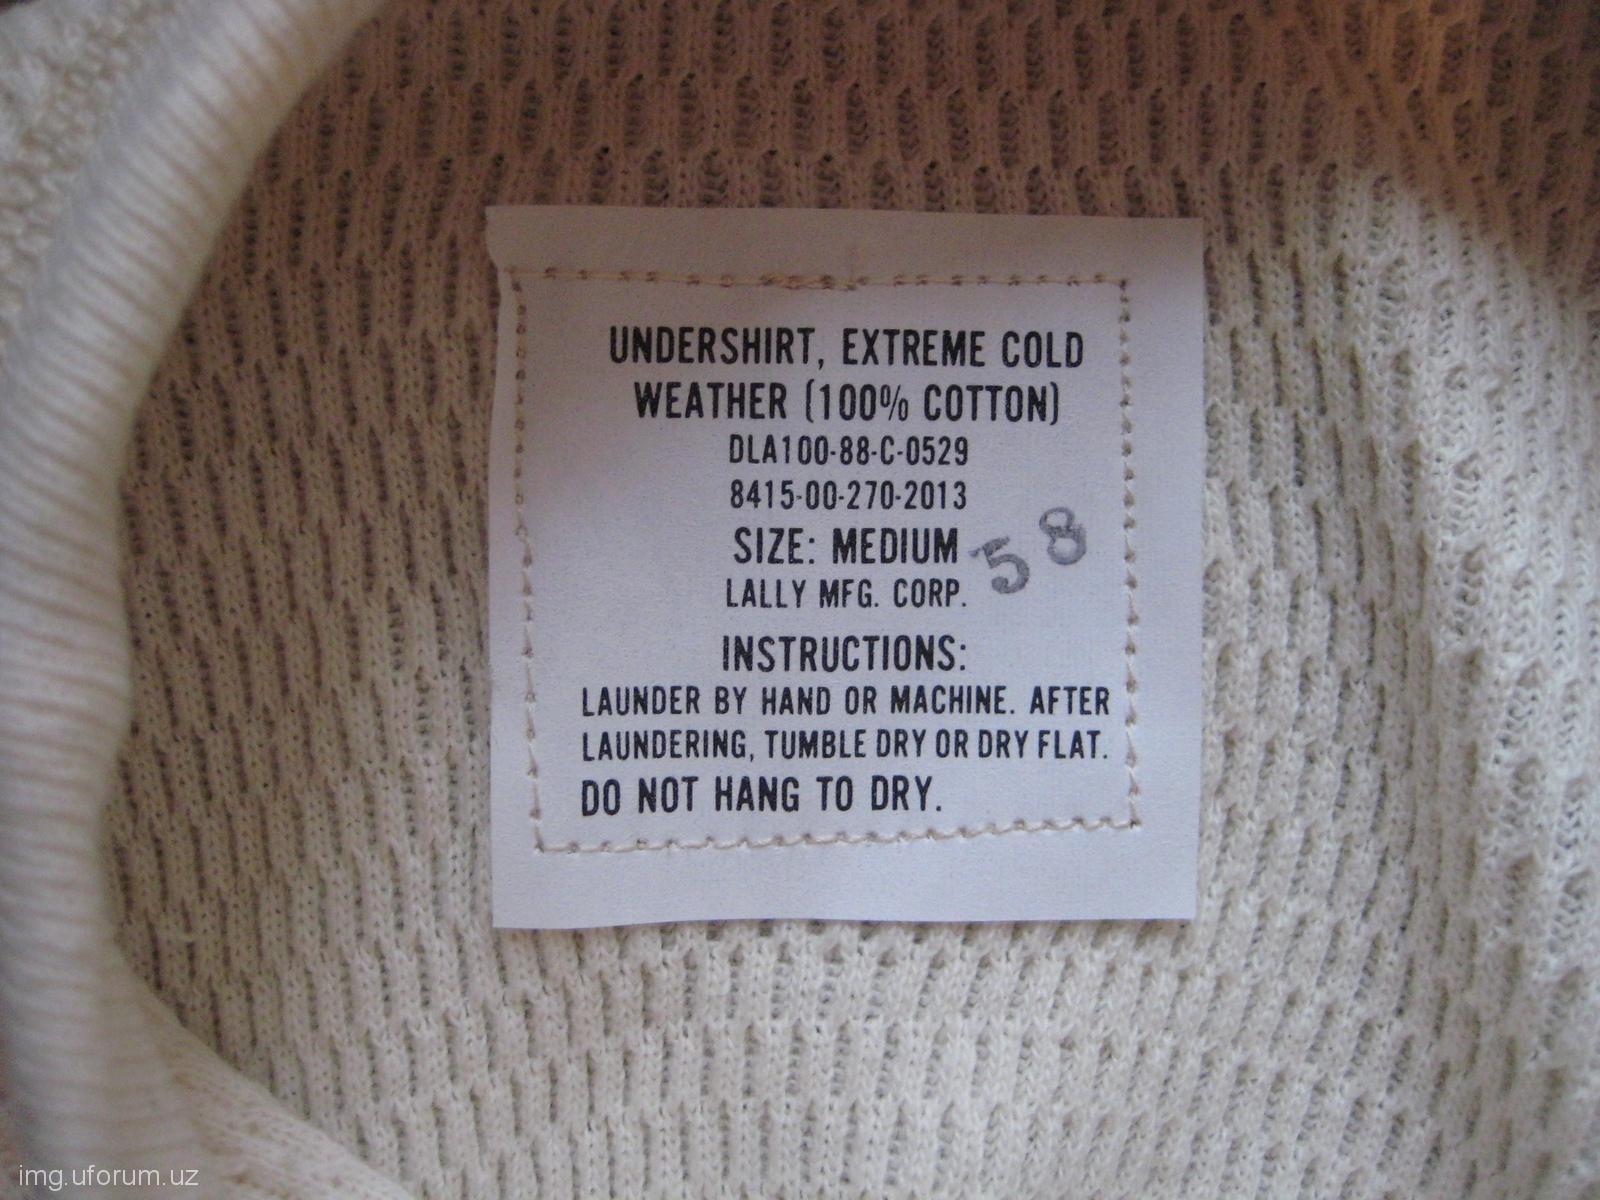 UNDERSHIRT, EXTREME COLD
WEATHER (100% COTTON)
DLA100-88-C-0529
8415-00-270-2013
SIZE: MEDIUM
58
LALLY MFG. CORP.
INSTRUCTIONS:
LAUNDER BY HAND OR MACHINE. AFTER
LAUNDERING, TUMBLE DRY OR DRY FLAT.
DO NOT HANG TO DRY.
img.uforum.uz